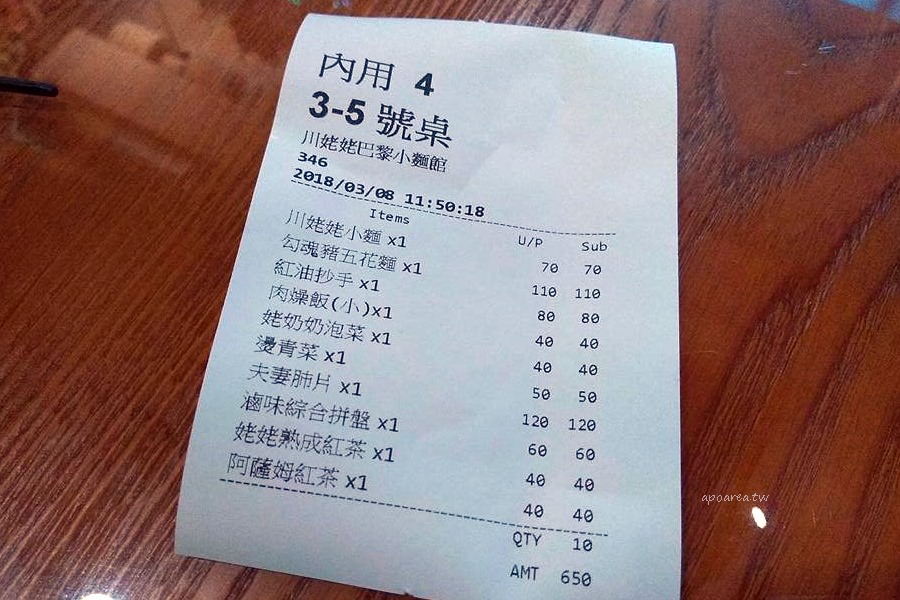 內用 4
3-5 號桌
川姥姥巴黎小麵館
346
2018/03/08 11:50:18
Items U/P Sub
川姥姥小麵 x1 70 70
勾魂豬五花麵 x1 110 110
紅油抄手 x1 80 80
肉燥飯(小)x1 40 40
姥奶奶泡菜 x1 40 40
燙青菜 x1 50 50
夫妻肺片 x1 120 120
滷味綜合拼盤 x1 60 60
姥姥熟成紅茶 x1 40 40
阿薩姆紅茶 x1 40 40
QTY 10
AMT 650
apoarea.tw